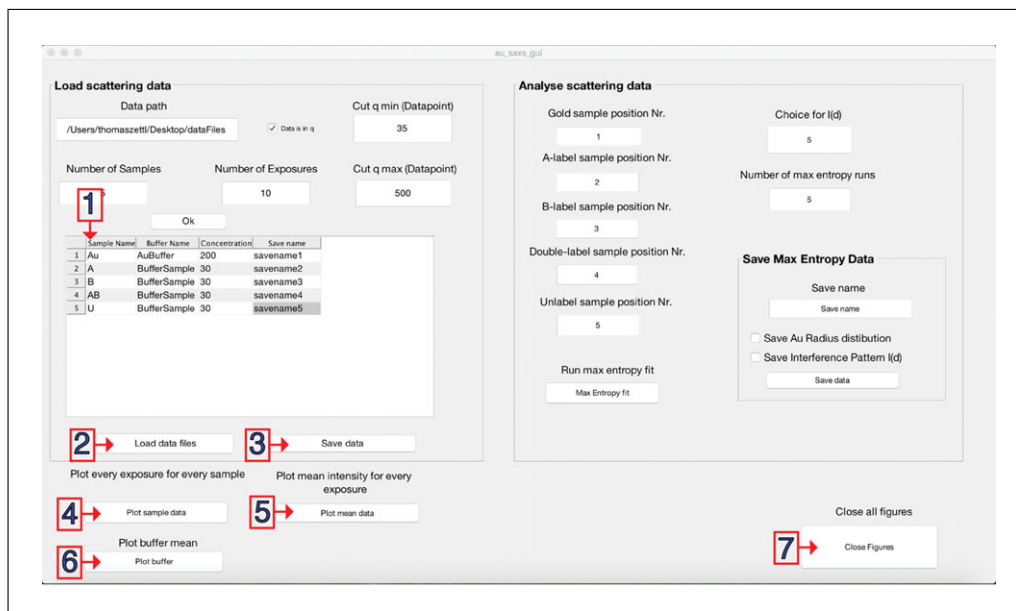 au_saxs_gui
Load scattering data
Data path
Cut q min (Datapoint)
/Users/thomaszettl/Desktop/dataFiles
Data is in q
35
Number of Samples
Number of Exposures
Cut q max (Datapoint)
10
500
1
Ok
Sample Name Buffer Name Concentration Save name
1 Au AuBuffer 200 savename1
2 A BufferSample 30 savename2
3 B BufferSample 30 savename3
4 AB BufferSample 30 savename4
5 U BufferSample 30 savename5
2 Load data files
3 Save data
Plot every exposure for every sample
Plot mean intensity for every
exposure
4 Plot sample data
5 Plot mean data
Plot buffer mean
6 Plot buffer
Analyse scattering data
Gold sample position Nr.
1
A-label sample position Nr.
2
B-label sample position Nr.
3
Double-label sample position Nr.
4
Unlabel sample position Nr.
5
Run max entropy fit
Max Entropy fit
Choice for I(d)
5
Number of max entropy runs
5
Save Max Entropy Data
Save name
Save name
Save Au Radius distibution
Save Interference Pattern I(d)
Save data
Close all figures
7 Close Figures